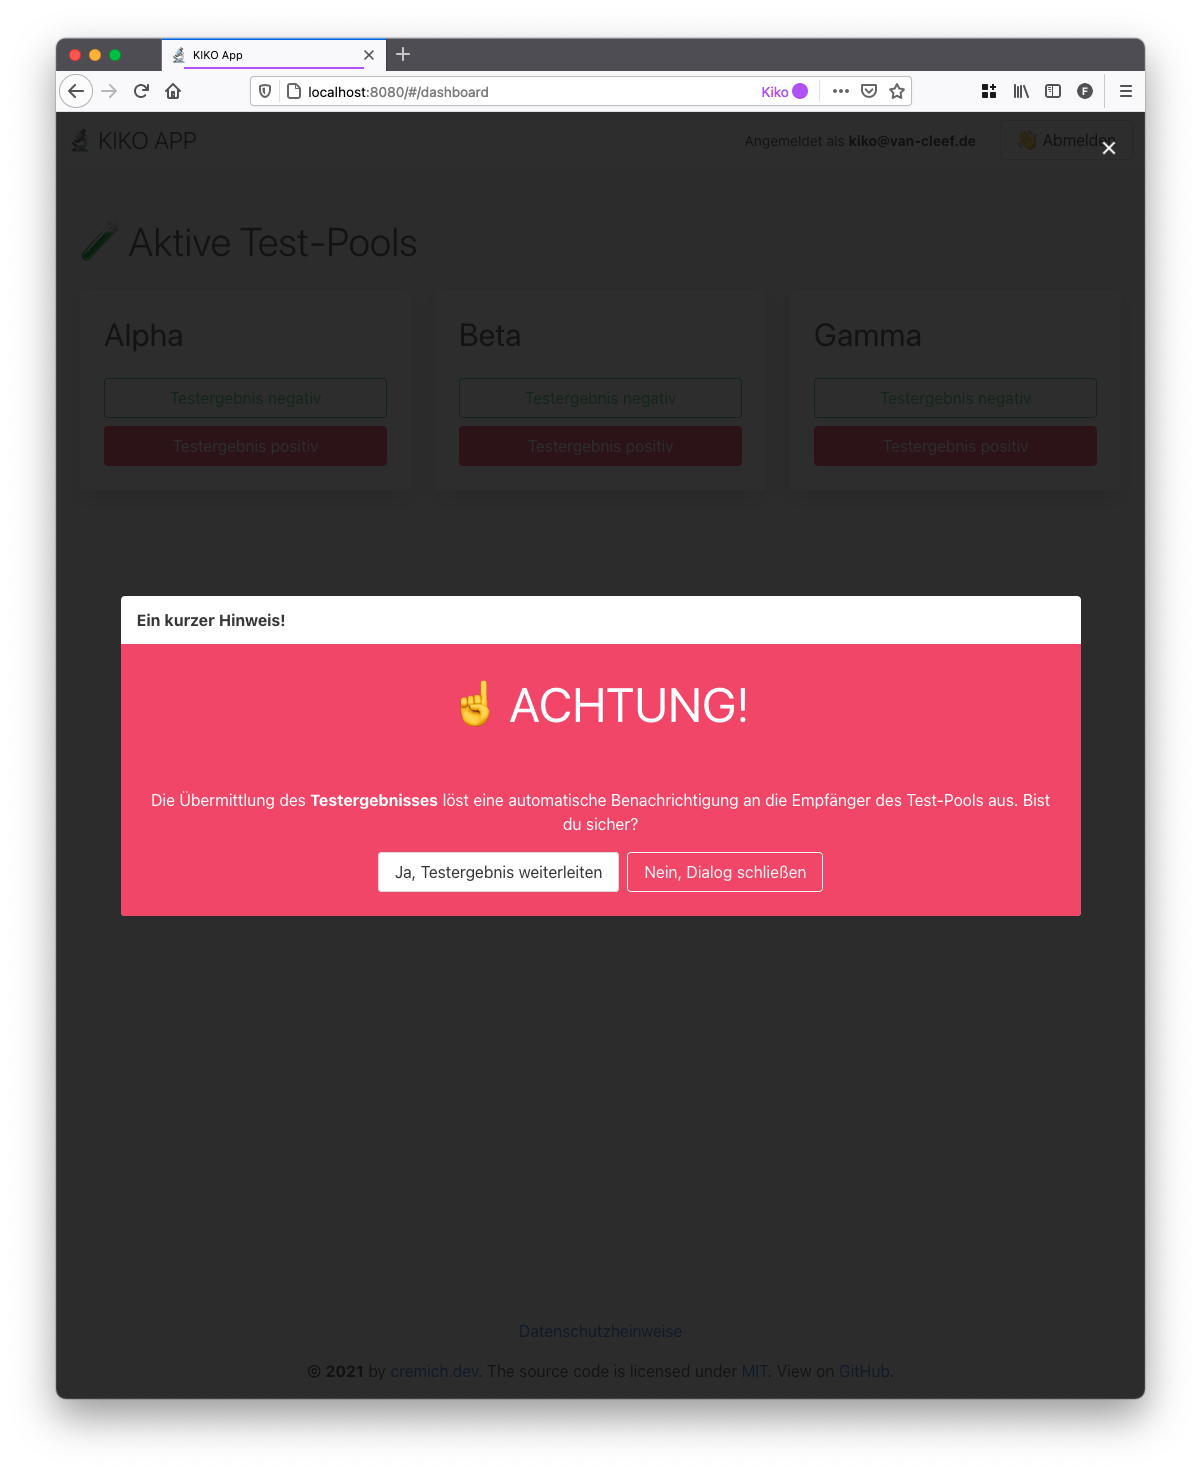 KIKO App
localhost:8080/#/dashboard
Kiko
F
KIKO APP
Angemeldet als kiko@van-cleef.de
Abmelden
Aktive Test-Pools
Alpha
Beta
Gamma
Testergebnis negativ
Testergebnis negativ
Testergebnis negativ
Testergebnis positiv
Testergebnis positiv
Testergebnis positiv
Ein kurzer Hinweis!
ACHTUNG!
Die Übermittlung des Testergebnisses löst eine automatische Benachrichtigung an die Empfänger des Test-Pools aus. Bist
du sicher?
Ja, Testergebnis weiterleiten
Nein, Dialog schließen
Datenschutzheinweise
© 2021 by cremich.dev. The source code is licensed under MIT. View on GitHub.